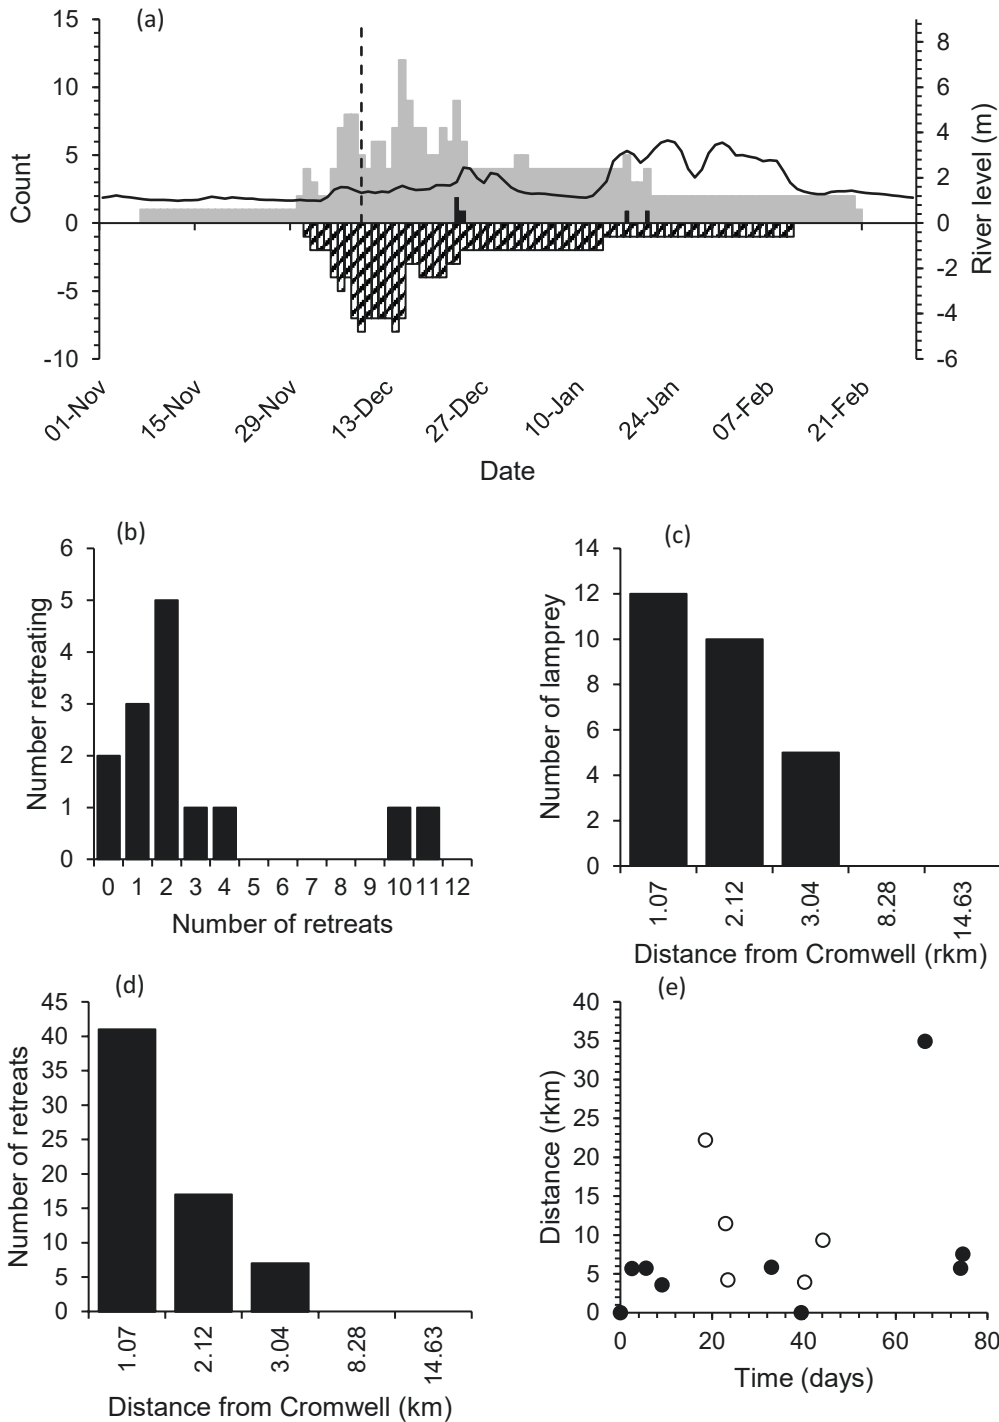 (a)
15
10
5
0
-5
-10
Count
8
6
4
2
0
-2
-4
-6
River level (m)
01-Nov
15-Nov
29-Nov
13-Dec
27-Dec
10-Jan
24-Jan
07-Feb
21-Feb
Date
(b)
6
5
4
3
2
1
0
Number retreating
0 1 2 3 4 5 6 7 8 9 10 11 12
Number of retreats
(c)
14
12
10
8
6
4
2
0
Number of lamprey
1.07
2.12
3.04
8.28
14.63
Distance from Cromwell (rkm)
(d)
45
40
35
30
25
20
15
10
5
0
Number of retreats
1.07
2.12
3.04
8.28
14.63
Distance from Cromwell (km)
(e)
40
35
30
25
20
15
10
5
0
Distance (rkm)
0 20 40 60 80
Time (days)